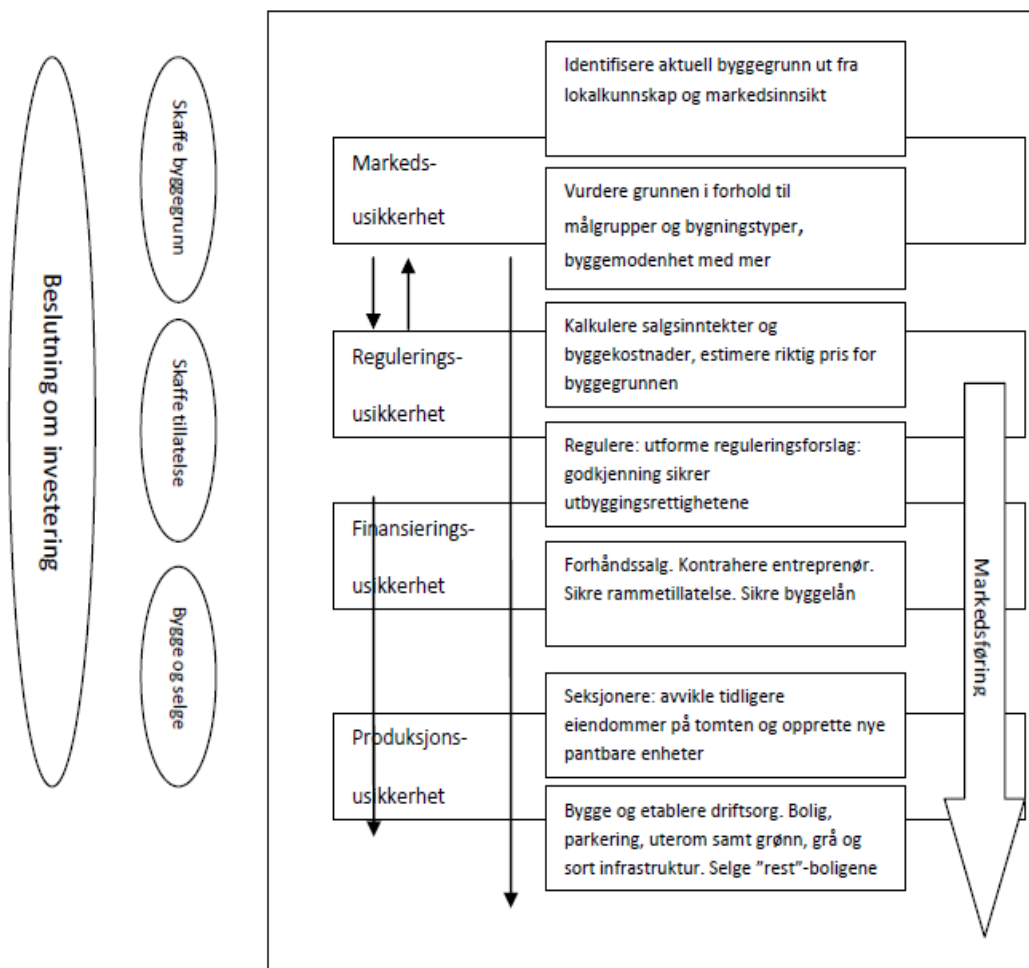 Beslutning om investering
Skaffe byggegrunn
Skaffe tillatelse
Bygge og selge
Markeds-
usikkerhet
Regulerings-
usikkerhet
Finansierings-
usikkerhet
Produksjons-
usikkerhet
Identifisere aktuell byggegrunn ut fra
lokalkunnskap og markedsinnsikt
Vurdere grunnen i forhold til
målgrupper og bygningstyper,
byggemodenhet med mer
Kalkulere salgsinntekter og
byggekostnader, estimere riktig pris for
byggegrunnen
Regulere: utforme reguleringsforslag:
godkjenning sikrer
utbyggingsrettighetene
Forhåndssalg. Kontrahere entreprenør.
Sikre rammetillatelse. Sikre byggelån
Seksjonere: avvikle tidligere
eiendommer på tomten og opprette nye
pantbare enheter
Bygge og etablere driftsorg. Bolig,
parkering, uterom samt grønn, grå og
sort infrastruktur. Selge ”rest”-boligene
Markedsføring